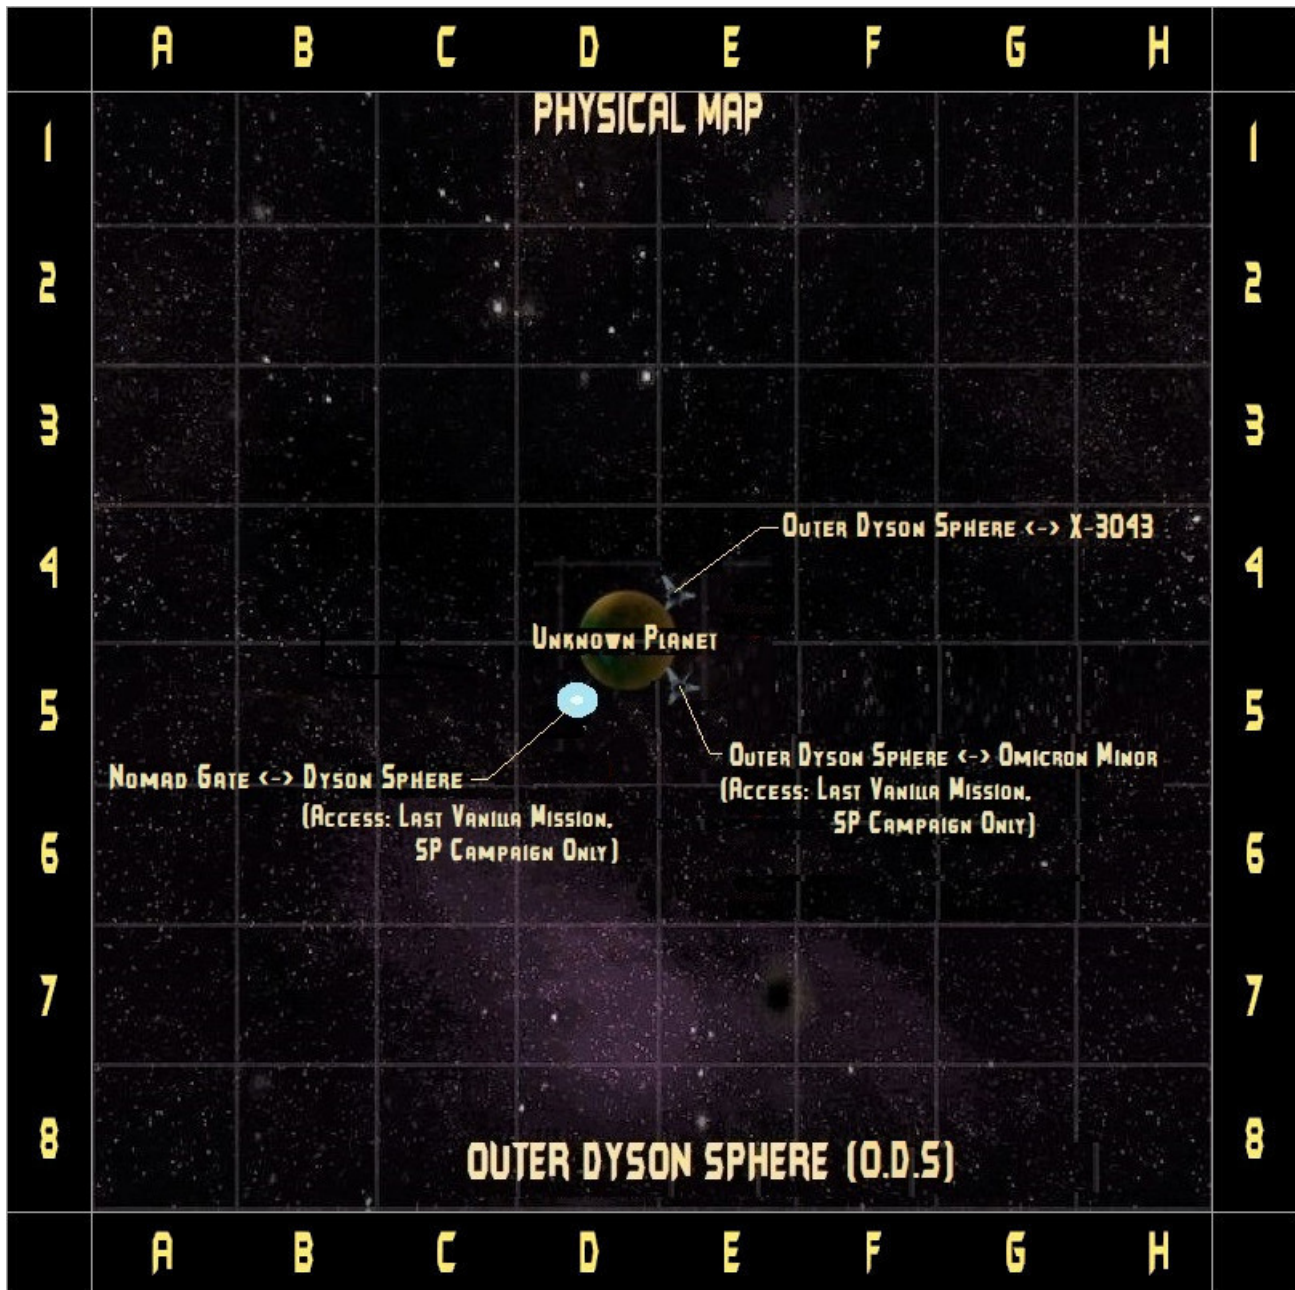 A B C D E F G H
PHYSICAL MAP
1 1
2 2
3 3
Outer Dyson Sphere <-> X-3043
4 4
Unknown Planet
5 5
Outer Dyson Sphere <-> Omicron Minor
(Access: Last Vanilla Mission,
SP Campaign Only)
Nomad Gate <-> Dyson Sphere
(Access: Last Vanilla Mission,
SP Campaign Only)
6 6
7 7
8 8
OUTER DYSON SPHERE (O.D.S)
A B C D E F G H